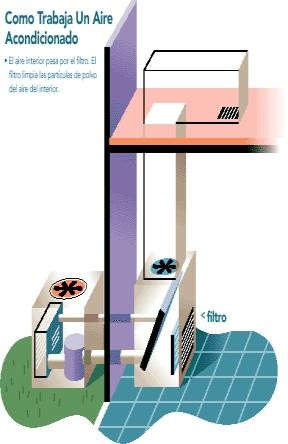 Como Trabaja Un Aire
Acondicionado
• El aire interior pasa por el filtro. El
filtro limpia las partículas de polvo
del aire del interior.
<filtro